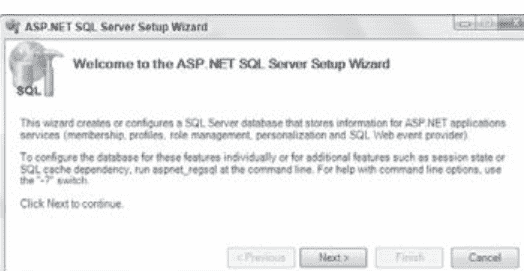 ASP.NET SQL Server Setup Wizard
Welcome to the ASP.NET SQL Server Setup Wizard
SQL
This wizard creates or configures a SQL Server database that stores information for ASP.NET applications
services (membership, profiles, role management, personalization and SQL Web event provider).
To configure the database for these features individually or for additional features such as session state or
SQL cache dependency, run aspnet_regsql at the command line. For help with command line options, use
the "-?" switch.
Click Next to continue.
< Previous Next > Finish Cancel